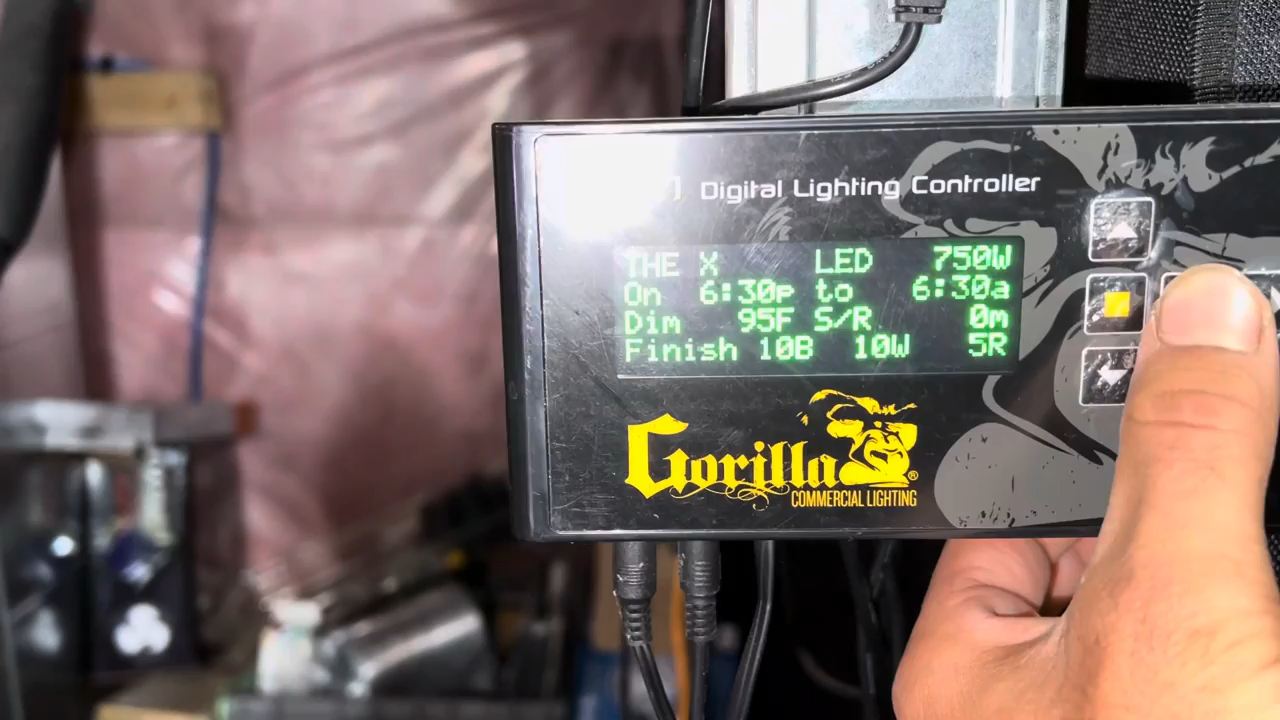 Digital Lighting Controller
THE X LED 750W
On 6:30p to 6:30a
Dim 95F S/R 0m
Finish 10B 10W 5R
Gorilla®
COMMERCIAL LIGHTING